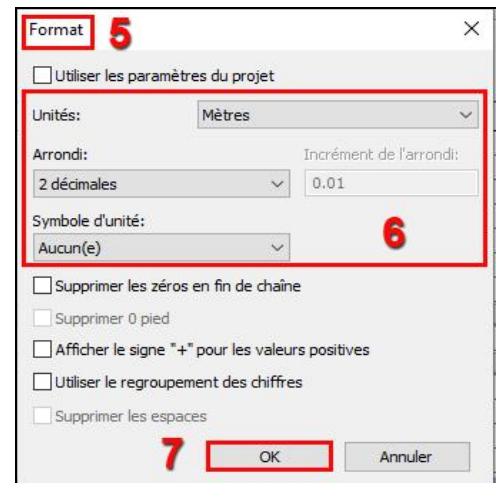 Format 5
Utiliser les paramètres du projet
Unités: Mètres
Arrondi: Incrément de l'arrondi:
2 décimales 0.01
Symbole d'unité:
Aucun(e) 6
Supprimer les zéros en fin de chaîne
Supprimer 0 pied
Afficher le signe "+" pour les valeurs positives
Utiliser le regroupement des chiffres
Supprimer les espaces
7 OK Annuler